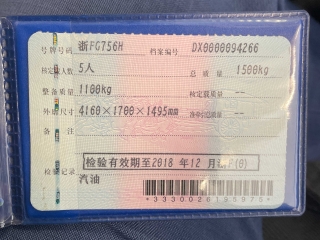 号牌号码 浙FG756H 档案编号 DX0000094266
核定载人数 5人 总质量 1500kg
整备质量 1100kg 核定载质量 --
外廓尺寸 4160×1700×1495mm 准牵引总质量 --
检验有效期至2018 年12 月
检验记录
汽油